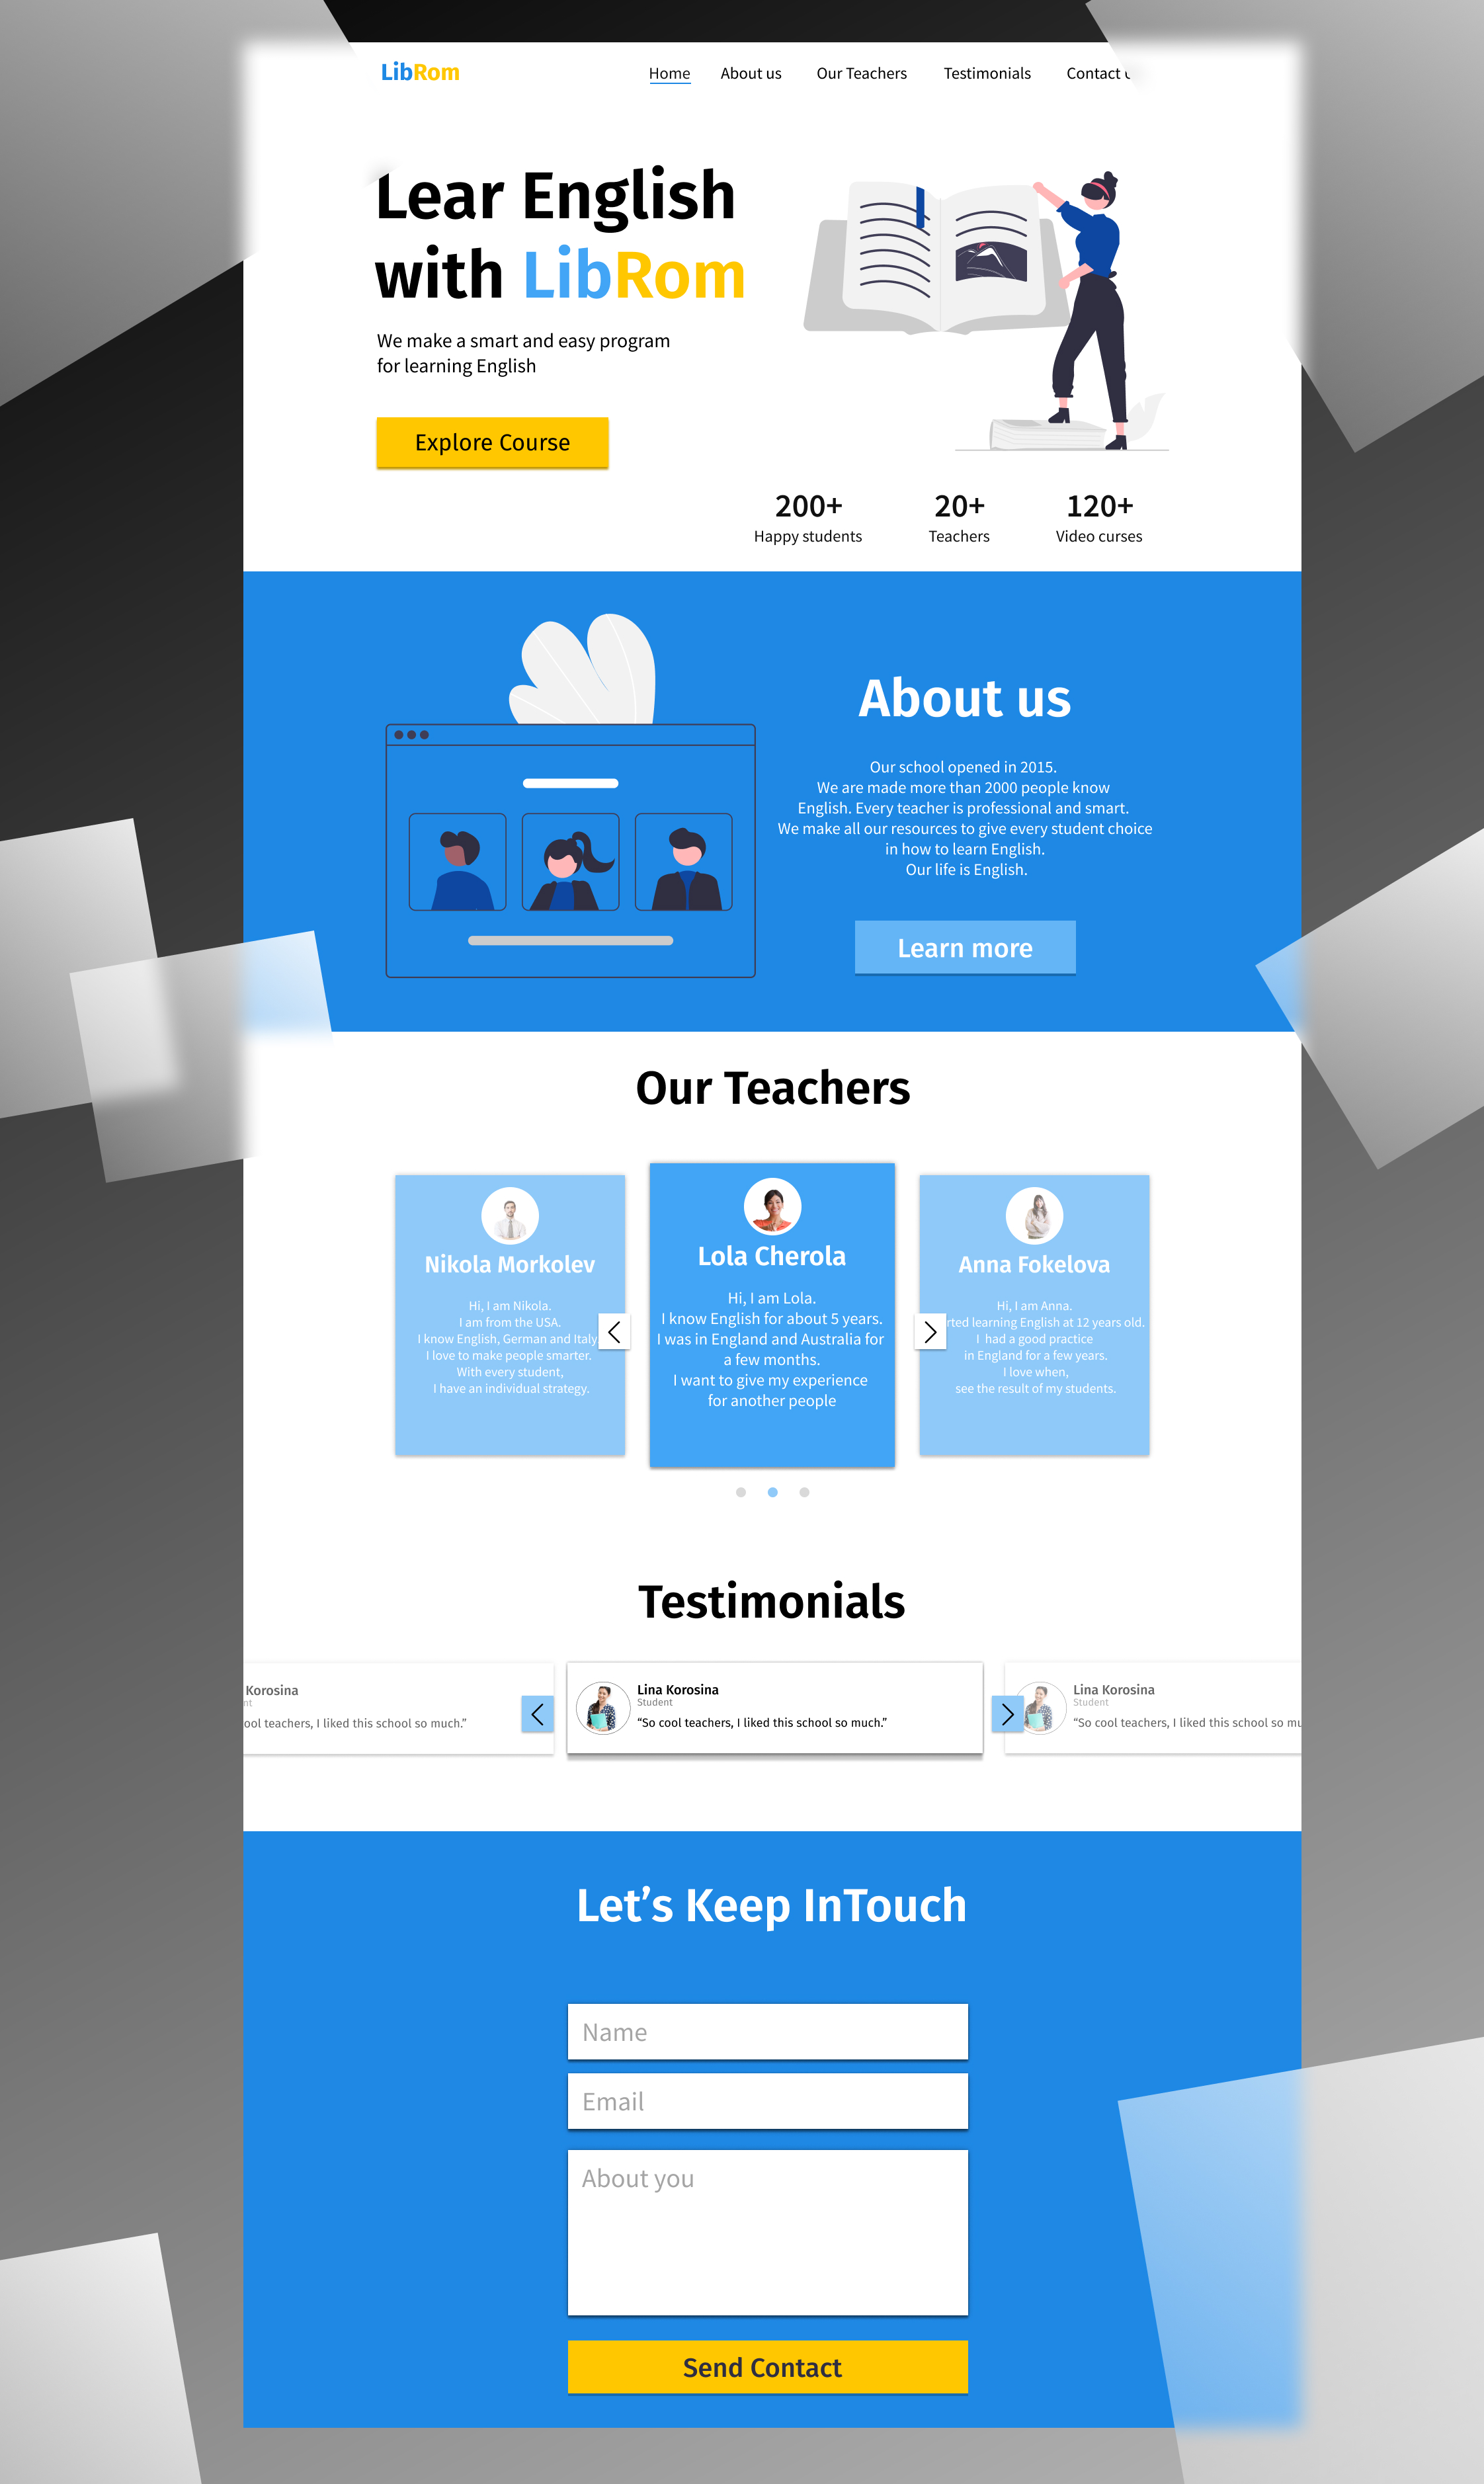 LibRom
Home About us Our Teachers Testimonials Contact
Lear English
with LibRom
We make a smart and easy program
for learning English
Explore Course
200+ 20+ 120+
Happy students Teachers Video curses
About us
Our school opened in 2015.
We are made more than 2000 people know
English. Every teacher is professional and smart.
We make all our resources to give every student choice
in how to learn English.
Our life is English.
Learn more
Our Teachers
Nikola Morkolev
Hi, I am Nikola.
I am from the USA.
I know English, German and Italy
I love to make people smarter.
With every student,
I have an individual strategy.
Lola Cherola
Hi, I am Lola.
I know English for about 5 years.
I was in England and Australia for
a few months.
I want to give my experience
for another people
Anna Fokelova
Hi, I am Anna.
rted learning English at 12 years old.
I had a good practice
in England for a few years.
I love when,
see the result of my students.
Testimonials
Korosina
nt
ool teachers, I liked this school so much.”
Lina Korosina
Student
“So cool teachers, I liked this school so much.”
Lina Korosina
Student
“So cool teachers, I liked this school so mu
Let’s Keep InTouch
Name
Email
About you
Send Contact